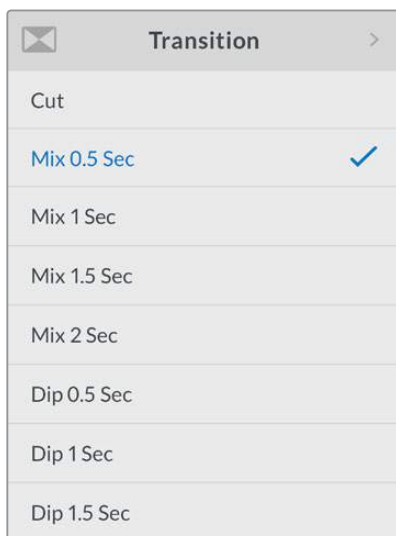 Transition
Cut
Mix 0.5 Sec
Mix 1 Sec
Mix 1.5 Sec
Mix 2 Sec
Dip 0.5 Sec
Dip 1 Sec
Dip 1.5 Sec